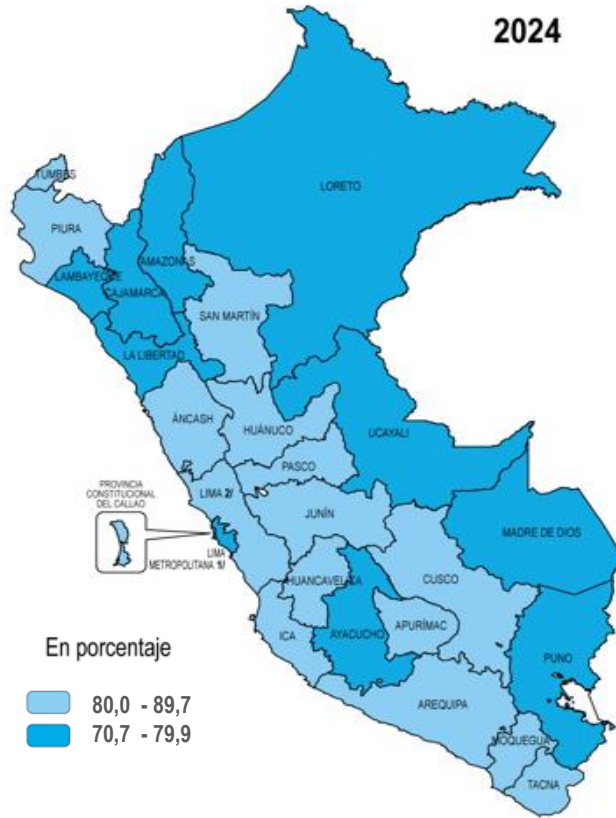 2024
TUMBES
LORETO
PIURA
AMAZONAS
LAMBAYEQUE
CAJAMARCA
SAN MARTÍN
LA LIBERTAD
ÁNCASH
HUÁNUCO
UCAYALI
PASCO
PROVINCIA
CONSTITUCIONAL
DEL CALLAO
LIMA 2/
JUNÍN
MADRE DE DIOS
LIMA
METROPOLITANA 1/
HUANCAVELICA
CUSCO
ICA
AYACUCHO
APURÍMAC
PUNO
AREQUIPA
MOQUEGUA
TACNA
En porcentaje
80,0 - 89,7
70,7 - 79,9